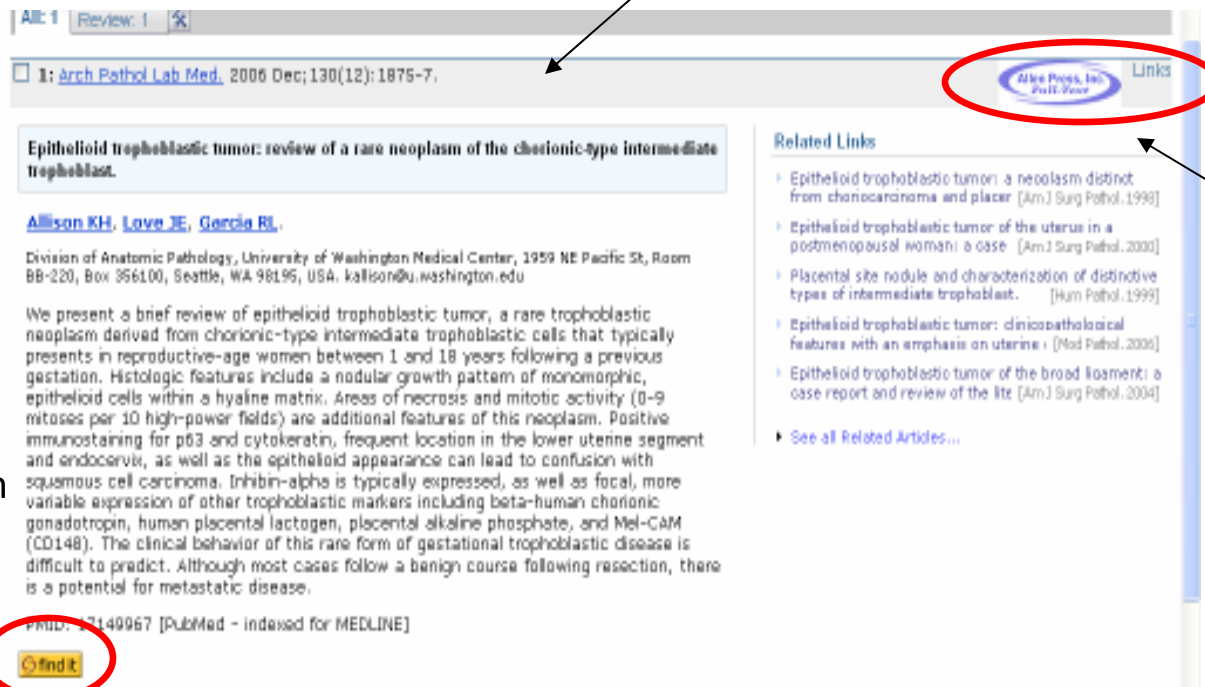 All: 1 Review: 1
1: Arch Pathol Lab Med. 2006 Dec;130(12):1875-7.
Allen Press, Inc.
Full-Text
Links
Epithelioid trophoblastic tumor: review of a rare neoplasm of the chorionic-type intermediate
trophoblast.
Allison KH, Love JE, Garcia RL.
Division of Anatomic Pathology, University of Washington Medical Center, 1959 NE Pacific St, Room
BB-220, Box 356100, Seattle, WA 98195, USA. kallison@u.washington.edu
We present a brief review of epithelioid trophoblastic tumor, a rare trophoblastic
neoplasm derived from chorionic-type intermediate trophoblastic cells that typically
presents in reproductive-age women between 1 and 18 years following a previous
gestation. Histologic features include a nodular growth pattern of monomorphic,
epithelioid cells within a hyaline matrix. Areas of necrosis and mitotic activity (0-9
mitoses per 10 high-power fields) are additional features of this neoplasm. Positive
immunostaining for p63 and cytokeratin, frequent location in the lower uterine segment
and endocervix, as well as the epithelioid appearance can lead to confusion with
n squamous cell carcinoma. Inhibin-alpha is typically expressed, as well as focal, more
variable expression of other trophoblastic markers including beta-human chorionic
gonadotropin, human placental lactogen, placental alkaline phosphate, and Mel-CAM
(CD148). The clinical behavior of this rare form of gestational trophoblastic disease is
difficult to predict. Although most cases follow a benign course following resection, there
is a potential for metastatic disease.
PMID: 17149967 [PubMed - indexed for MEDLINE]
find it
Related Links
Epithelioid trophoblastic tumor: a neoplasm distinct
from choriocarcinoma and placer [Am J Surg Pathol. 1998]
Epithelioid trophoblastic tumor of the uterus in a
postmenopausal woman: a case [Am J Surg Pathol. 2000]
Placental site nodule and characterization of distinctive
types of intermediate trophoblast. [Hum Pathol. 1999]
Epithelioid trophoblastic tumor: clinicopathological
features with an emphasis on uterine [Mod Pathol. 2006]
Epithelioid trophoblastic tumor of the broad ligament: a
case report and review of the lite [Am J Surg Pathol. 2004]
See all Related Articles...